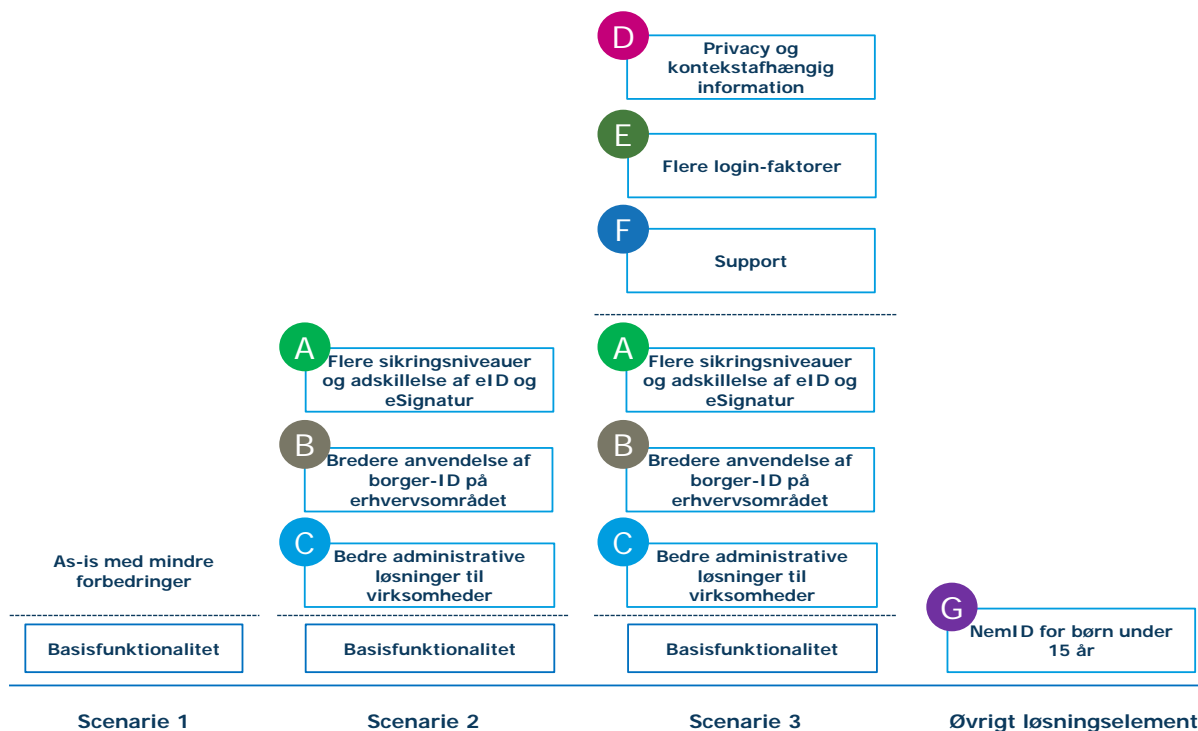 D
Privacy og
kontekstafhængig
information
E
Flere login-faktorer
F
Support
A
Flere sikringsniveauer
og adskillelse af eID og
eSignatur
A
Flere sikringsniveauer
og adskillelse af eID og
eSignatur
B
Bredere anvendelse af
borger-ID på
erhvervsområdet
B
Bredere anvendelse af
borger-ID på
erhvervsområdet
As-is med mindre
forbedringer
C
Bedre administrative
løsninger til
virksomheder
C
Bedre administrative
løsninger til
virksomheder
Basisfunktionalitet
Basisfunktionalitet
Basisfunktionalitet
G
NemID for børn under
15 år
Scenarie 1
Scenarie 2
Scenarie 3
Øvrigt løsningselement